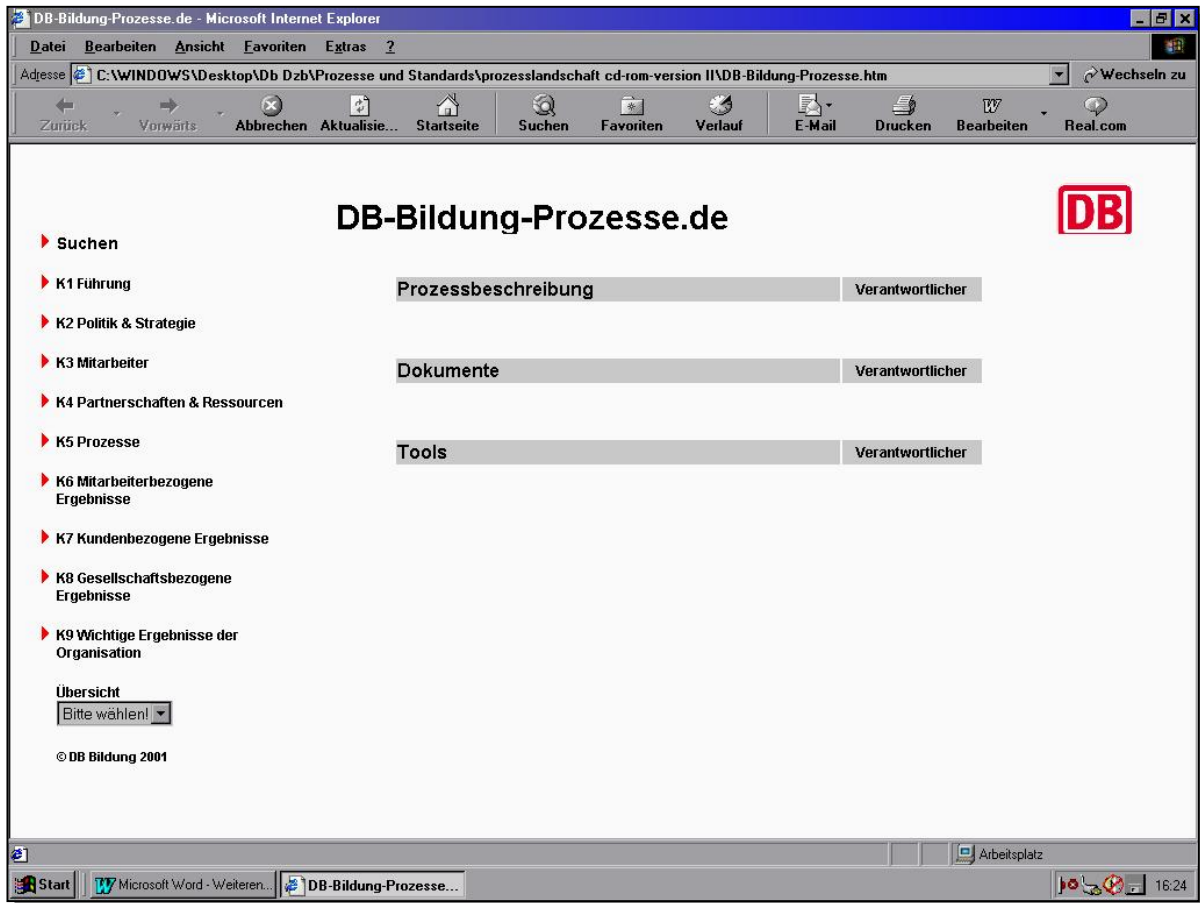 DB-Bildung-Prozesse.de - Microsoft Internet Explorer
Datei Bearbeiten Ansicht Favoriten Extras ?
Adresse C:\WINDOWS\Desktop\Db Dzb\Prozesse und Standards\prozesslandschaft cd-rom-version II\DB-Bildung-Prozesse.htm Wechseln zu
Zurück Vorwärts Abbrechen Aktualisie... Startseite Suchen Favoriten Verlauf E-Mail Drucken Bearbeiten Real.com
DB-Bildung-Prozesse.de
DB
Suchen
K1 Führung
K2 Politik & Strategie
K3 Mitarbeiter
K4 Partnerschaften & Ressourcen
K5 Prozesse
K6 Mitarbeiterbezogene
Ergebnisse
K7 Kundenbezogene Ergebnisse
K8 Gesellschaftsbezogene
Ergebnisse
K9 Wichtige Ergebnisse der
Organisation
Übersicht
Bitte wählen!
© DB Bildung 2001
Prozessbeschreibung Verantwortlicher
Dokumente Verantwortlicher
Tools Verantwortlicher
Arbeitsplatz
Start Microsoft Word - Weiteren... DB-Bildung-Prozesse... 16:24